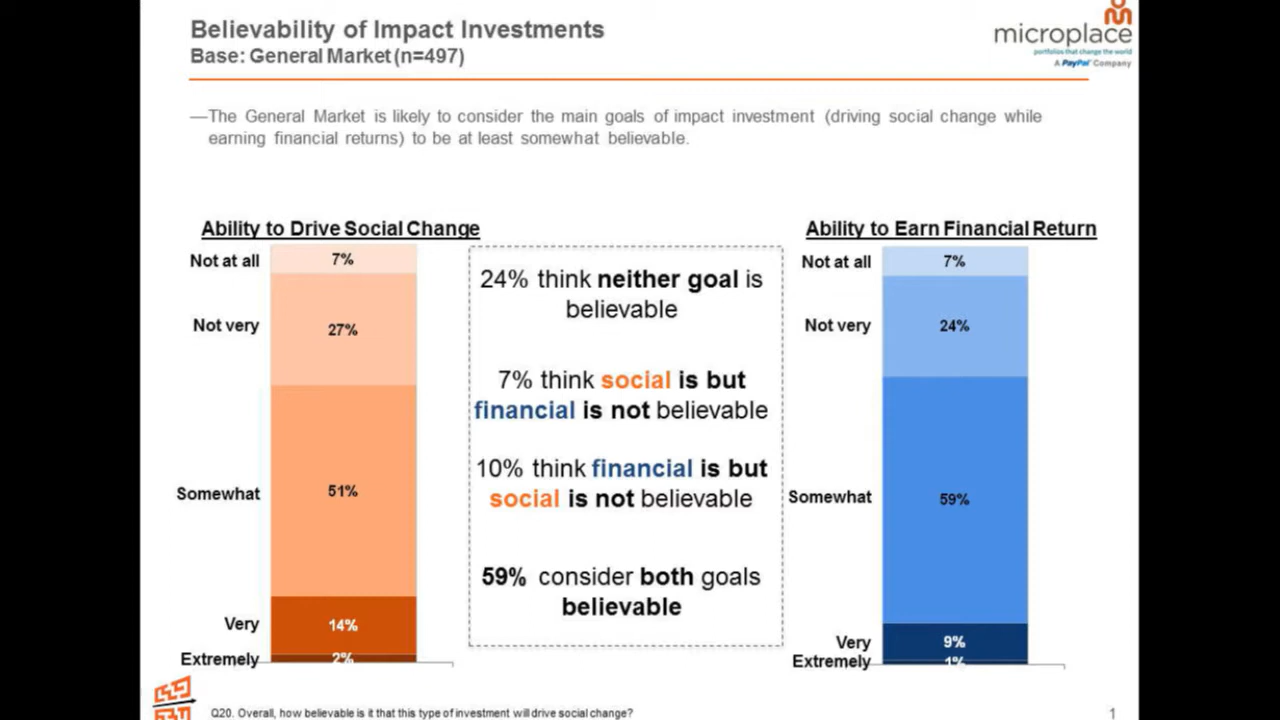 Believability of Impact Investments
Base: General Market (n=497)
microplace
portfolios that change the world
A PayPal Company
—The General Market is likely to consider the main goals of impact investment (driving social change while
earning financial returns) to be at least somewhat believable.
Ability to Drive Social Change
Not at all 7%
Not very 27%
Somewhat 51%
Very 14%
Extremely 2%
24% think neither goal is
believable
7% think social is but
financial is not believable
10% think financial is but
social is not believable
59% consider both goals
believable
Ability to Earn Financial Return
Not at all 7%
Not very 24%
Somewhat 59%
Very 9%
Extremely 1%
Q20. Overall, how believable is it that this type of investment will drive social change?
1